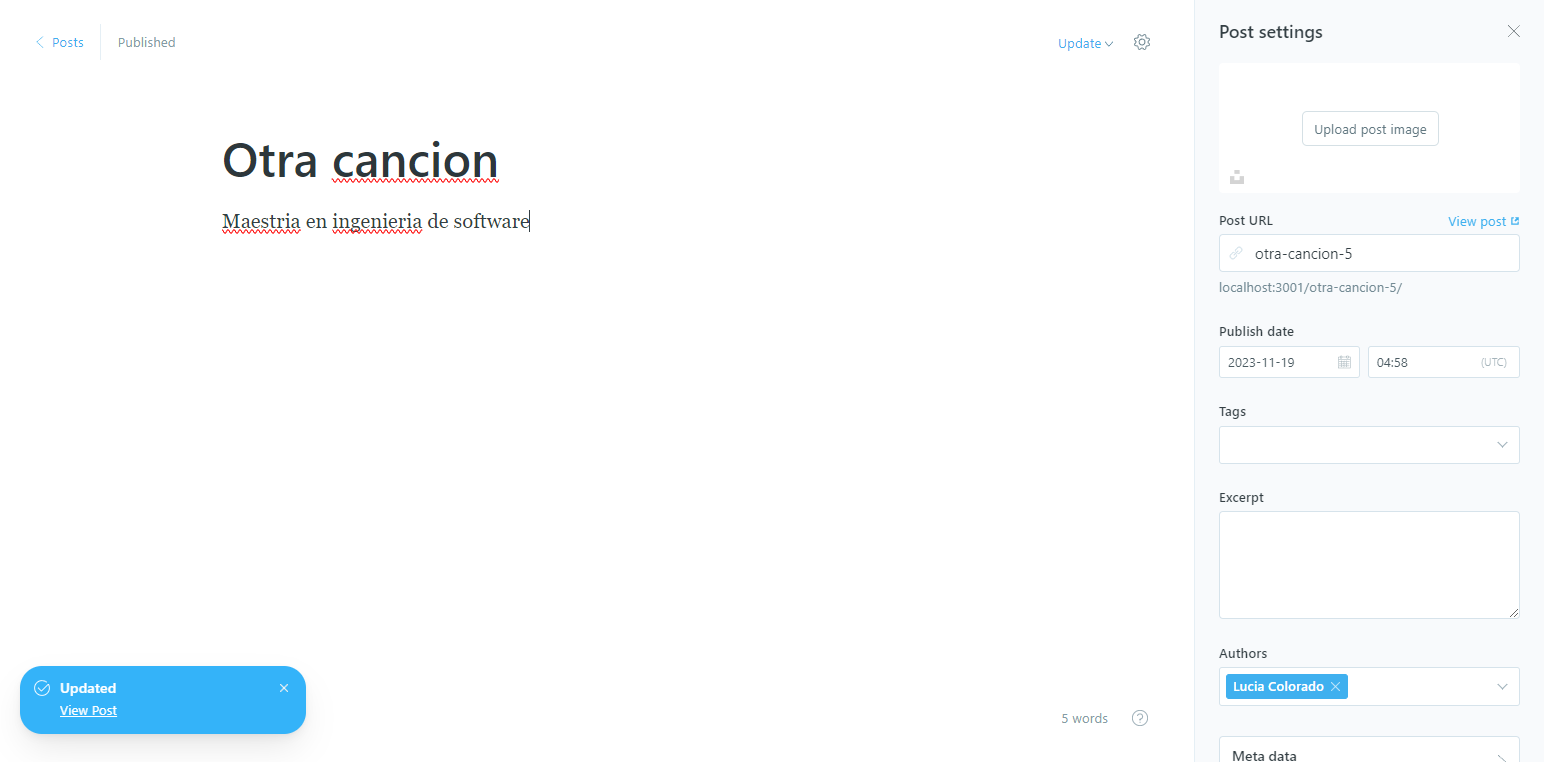 Posts
Published
Update
Otra cancion
Maestria en ingenieria de software
Updated
View Post
5 words
Post settings
Upload post image
Post URL
View post
otra-cancion-5
localhost:3001/otra-cancion-5/
Publish date
2023-11-19
04:58
(UTC)
Tags
Excerpt
Authors
Lucia Colorado
Meta data